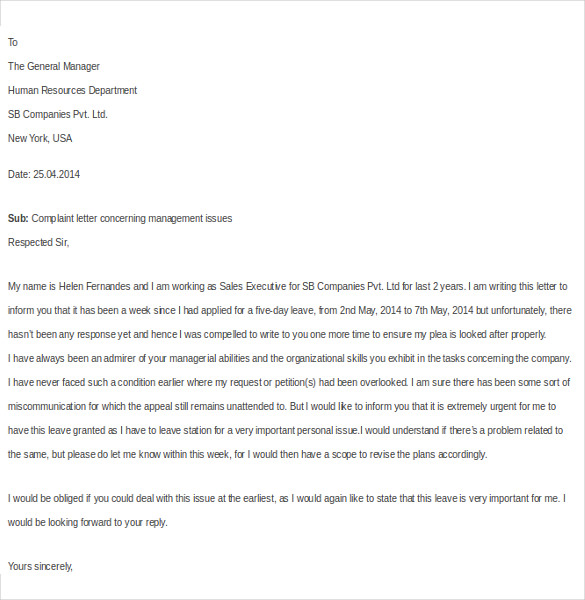 To
The General Manager
Human Resources Department
SB Companies Pvt. Ltd.
New York, USA
Date: 25.04.2014
Sub: Complaint letter concerning management issues
Respected Sir,
My name is Helen Fernandes and I am working as Sales Executive for SB Companies Pvt. Ltd for last 2 years. I am writing this letter to
inform you that it has been a week since I had applied for a five-day leave, from 2nd May, 2014 to 7th May, 2014 but unfortunately, there
hasn't been any response yet and hence I was compelled to write to you one more time to ensure my plea is looked after properly.
I have always been an admirer of your managerial abilities and the organizational skills you exhibit in the tasks concerning the company.
I have never faced such a condition earlier where my request or petition(s) had been overlooked. I am sure there has been some sort of
miscommunication for which the appeal still remains unattended to. But I would like to inform you that it is extremely urgent for me to
have this leave granted as I have to leave station for a very important personal issue.I would understand if there's a problem related to
the same, but please do let me know within this week, for I would then have a scope to revise the plans accordingly.
I would be obliged if you could deal with this issue at the earliest, as I would again like to state that this leave is very important for me. I
would be looking forward to your reply.
Yours sincerely,